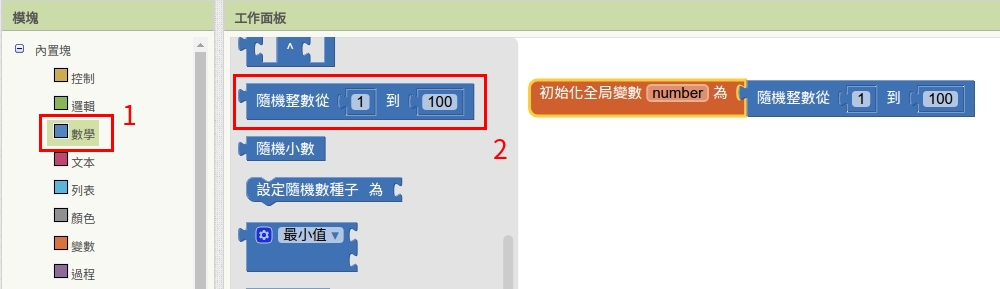 模塊
工作面板
內置塊
控制
邏輯
數學
文本
列表
顏色
變數
過程
1
^
隨機整數從 1 到 100
隨機小數
設定隨機數種子 為
最小值
2
初始化全局變數 number 為 隨機整數從 1 到 100